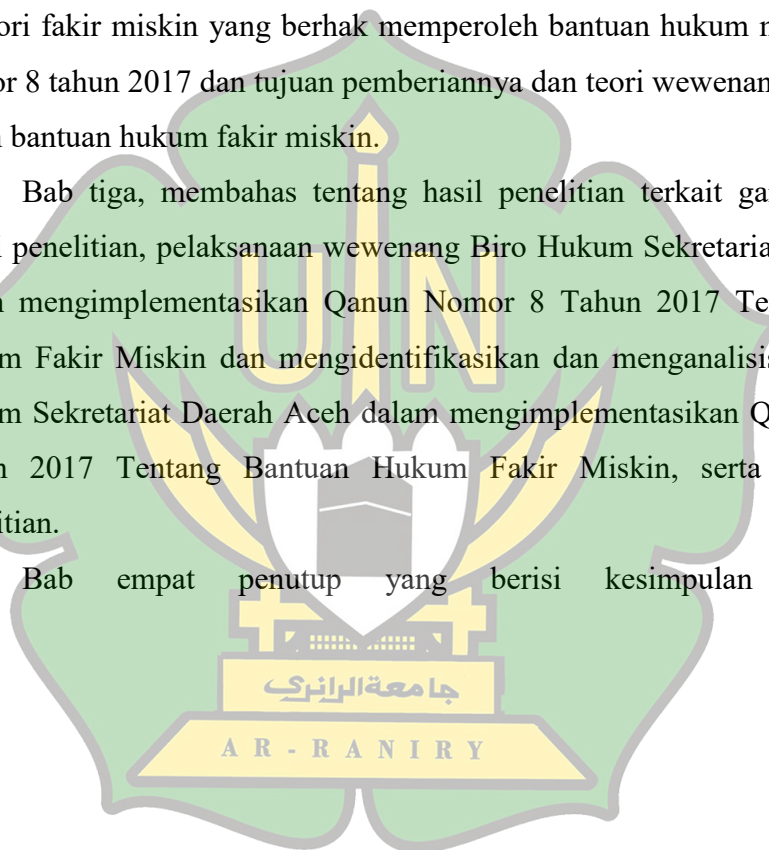 ori fakir miskin yang berhak memperoleh bantuan hukum
or 8 tahun 2017 dan tujuan pemberiannya dan teori wewenan
bantuan hukum fakir miskin.
Bab tiga, membahas tentang hasil penelitian terkait
penelitian, pelaksanaan wewenang Biro Hukum Sekretaria
mengimplementasikan Qanun Nomor 8 Tahun 2017 Te
m Fakir Miskin dan mengidentifikasikan dan menganalisis
m Sekretariat Daerah Aceh dalam mengimplementasikan Q
n 2017 Tentang Bantuan Hukum Fakir Miskin, serta
itian.
Bab empat penutup yang berisi kesimpulan
UIN
جامعة الرانري
AR-RANIRY